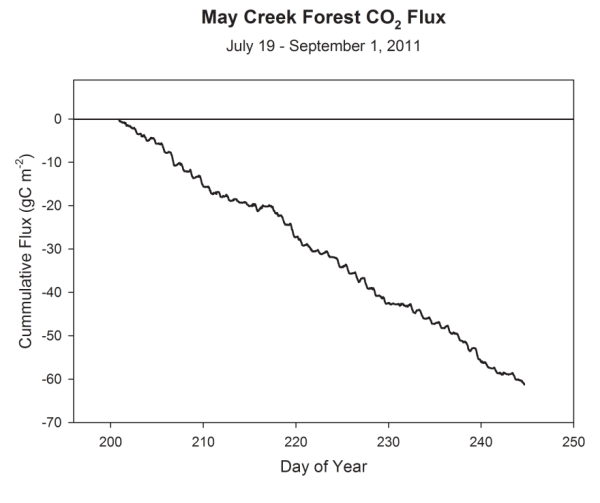 May Creek Forest CO₂ Flux
July 19 - September 1, 2011
Cummulative Flux (gC m⁻²)
0
-10
-20
-30
-40
-50
-60
-70
200 210 220 230 240 250
Day of Year